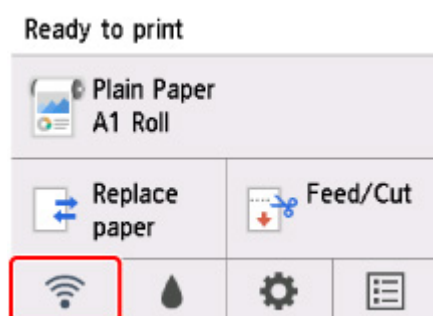 Ready to print
Plain Paper
A1 Roll
Replace
paper
Feed/Cut